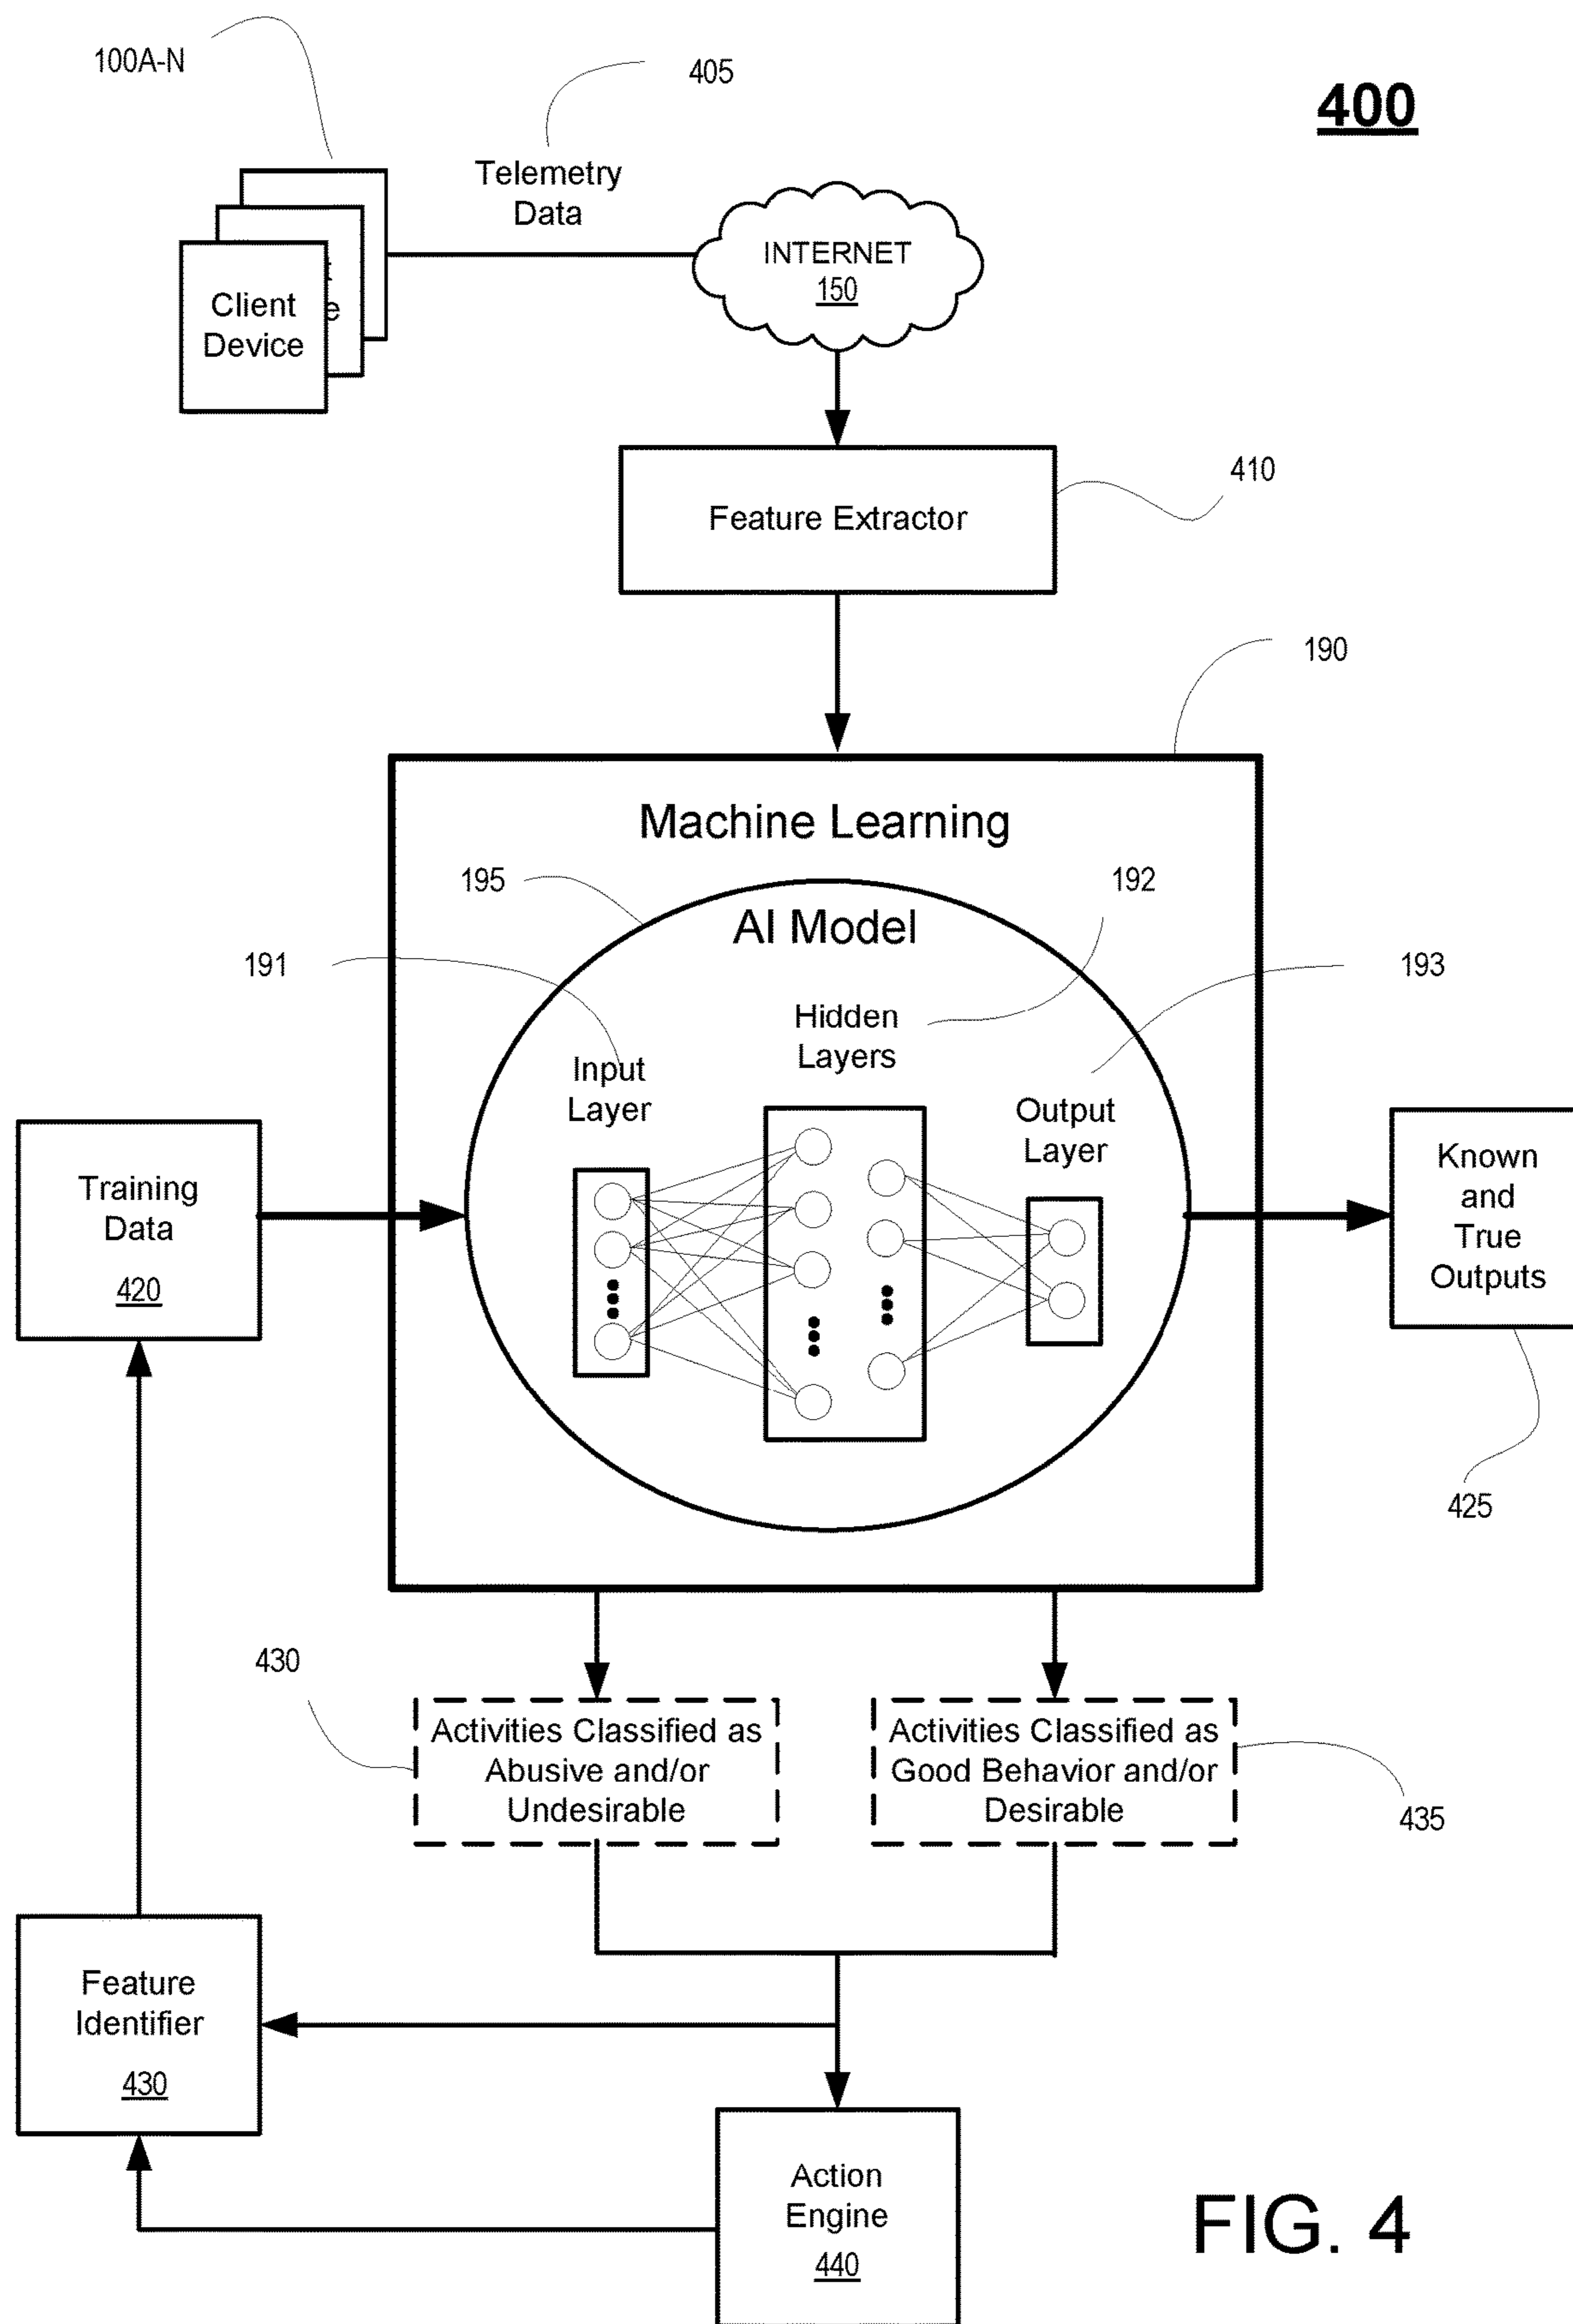 100A-N
405
400
Telemetry
Data
INTERNET
150
Client
Device
t
e
410
Feature Extractor
190
Machine Learning
195
192
AI Model
191
193
Hidden
Layers
Input
Layer
Output
Layer
Training
Data
420
Known
and
True
Outputs
425
430
Activities Classified as
Abusive and/or
Undesirable
Activities Classified as
Good Behavior and/or
Desirable
435
Feature
Identifier
430
Action
Engine
440
FIG. 4